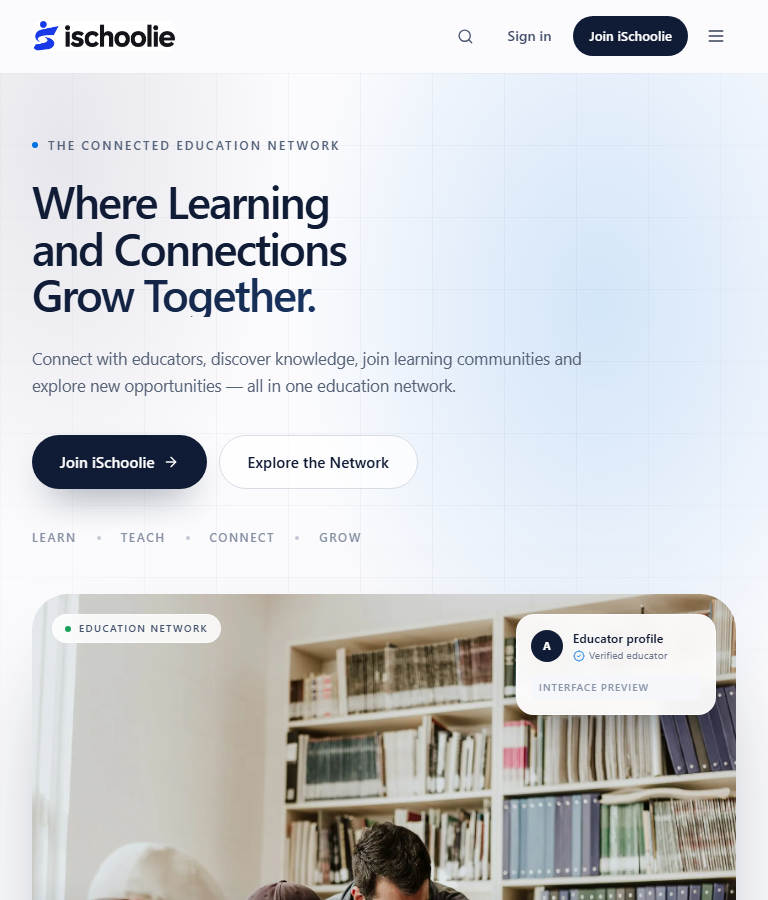 ischoolie
Sign in
Join iSchoolie
THE CONNECTED EDUCATION NETWORK
Where Learning
and Connections
Grow Together.
Connect with educators, discover knowledge, join learning communities and
explore new opportunities — all in one education network.
Join iSchoolie
Explore the Network
LEARN • TEACH • CONNECT • GROW
EDUCATION NETWORK
A
Educator profile
Verified educator
INTERFACE PREVIEW